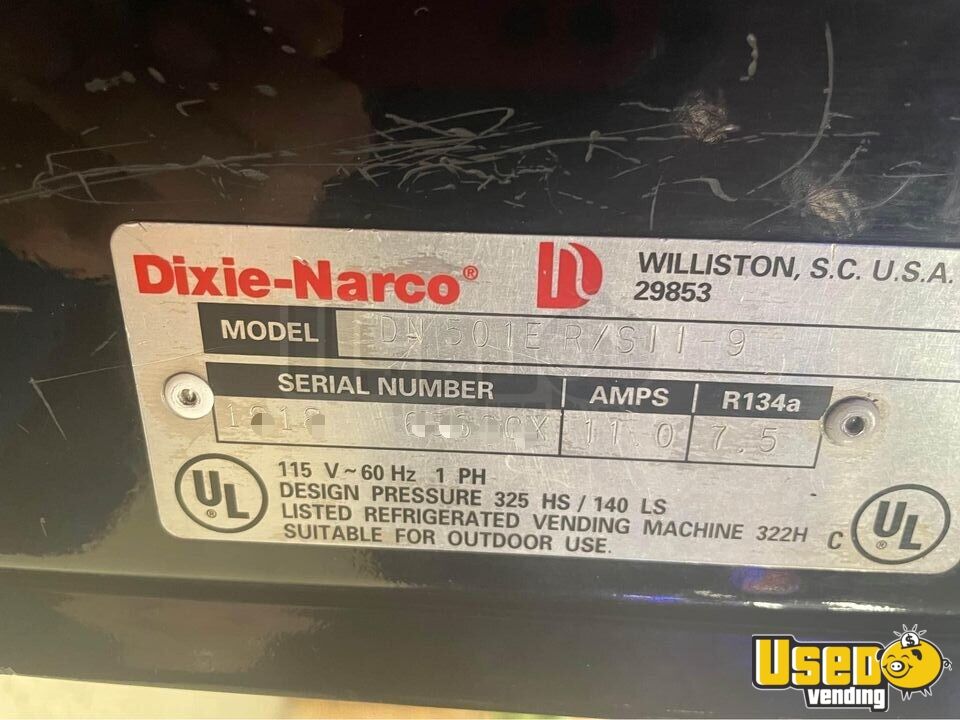 Dixie-Narco®
WILLISTON, S.C. U.S.A.
29853
MODEL DN 501E R/SII-9
SERIAL NUMBER AMPS R134a
11.0 7.5
UL®
115 V~60 Hz 1 PH
DESIGN PRESSURE 325 HS / 140 LS
LISTED REFRIGERATED VENDING MACHINE 322H
SUITABLE FOR OUTDOOR USE.
C UL®
Used
vending